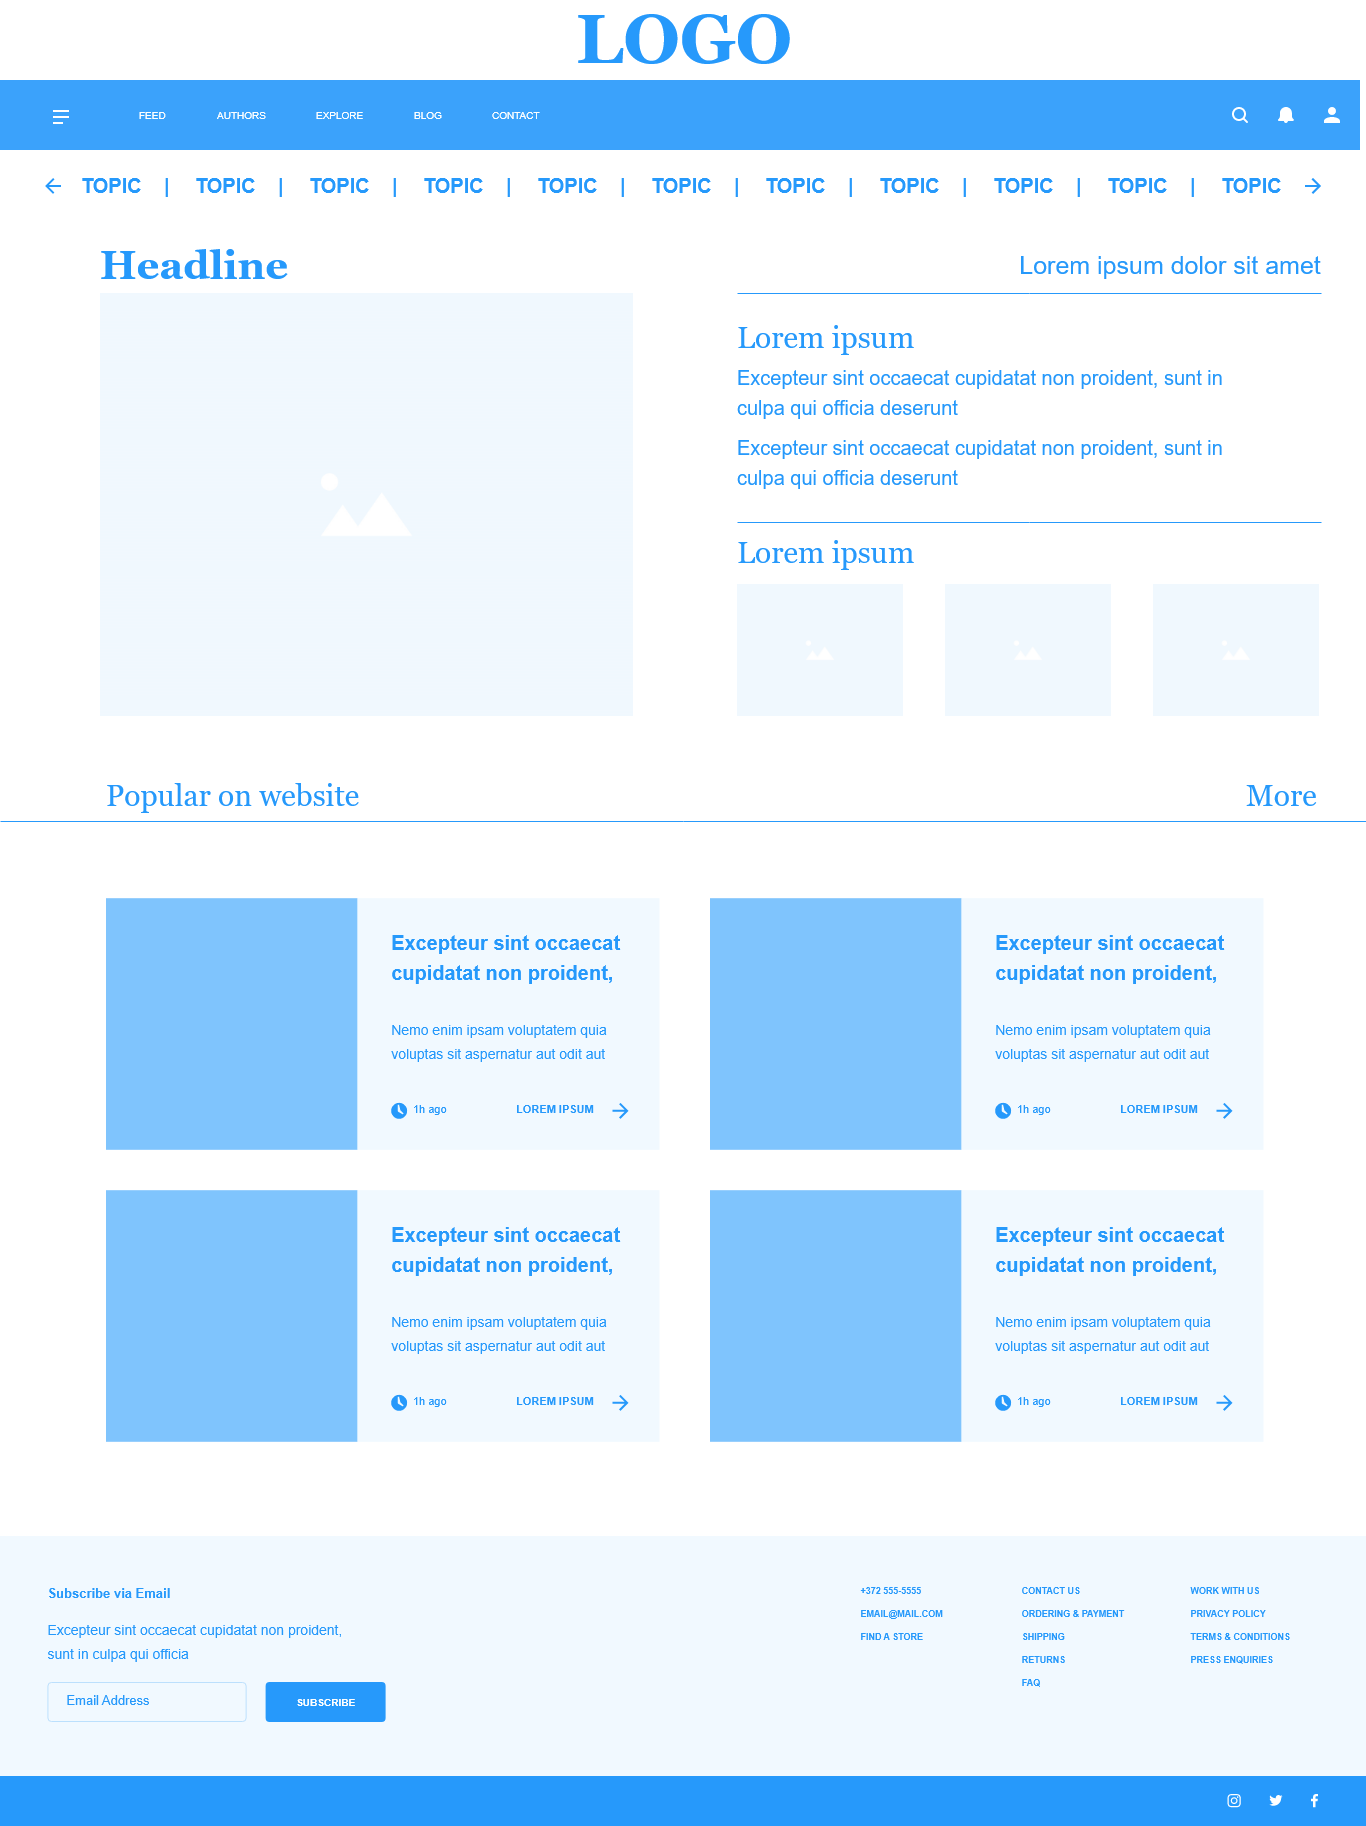 LOGO
FEED AUTHORS EXPLORE BLOG CONTACT
TOPIC | TOPIC | TOPIC | TOPIC | TOPIC | TOPIC | TOPIC | TOPIC | TOPIC | TOPIC | TOPIC
Headline
Lorem ipsum dolor sit amet
Lorem ipsum
Excepteur sint occaecat cupidatat non proident, sunt in
culpa qui officia deserunt
Excepteur sint occaecat cupidatat non proident, sunt in
culpa qui officia deserunt
Lorem ipsum
Popular on website
More
Excepteur sint occaecat
cupidatat non proident,
Nemo enim ipsam voluptatem quia
voluptas sit aspernatur aut odit aut
1h ago LOREM IPSUM
Excepteur sint occaecat
cupidatat non proident,
Nemo enim ipsam voluptatem quia
voluptas sit aspernatur aut odit aut
1h ago LOREM IPSUM
Excepteur sint occaecat
cupidatat non proident,
Nemo enim ipsam voluptatem quia
voluptas sit aspernatur aut odit aut
1h ago LOREM IPSUM
Excepteur sint occaecat
cupidatat non proident,
Nemo enim ipsam voluptatem quia
voluptas sit aspernatur aut odit aut
1h ago LOREM IPSUM
Subscribe via Email
Excepteur sint occaecat cupidatat non proident,
sunt in culpa qui officia
Email Address
SUBSCRIBE
+372 555-5555
EMAIL@MAIL.COM
FIND A STORE
CONTACT US
ORDERING & PAYMENT
SHIPPING
RETURNS
FAQ
WORK WITH US
PRIVACY POLICY
TERMS & CONDITIONS
PRESS ENQUIRIES